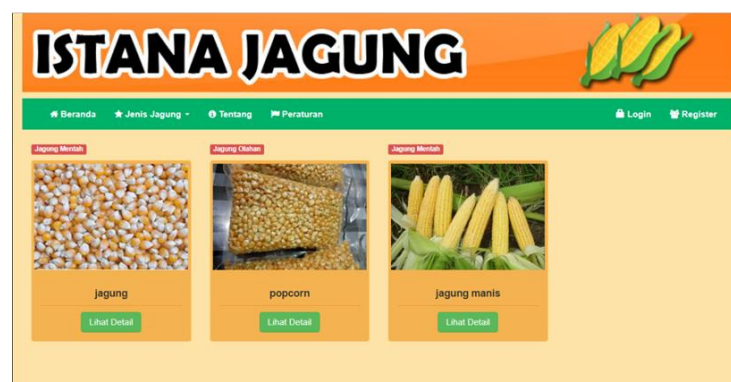 ISTANA JAGUNG
Beranda Jenis Jagung Tentang Peraturan Login Register
Jagung Mentah Jagung Olahan Jagung Mentah
jagung popcorn jagung manis
Lihat Detail Lihat Detail Lihat Detail